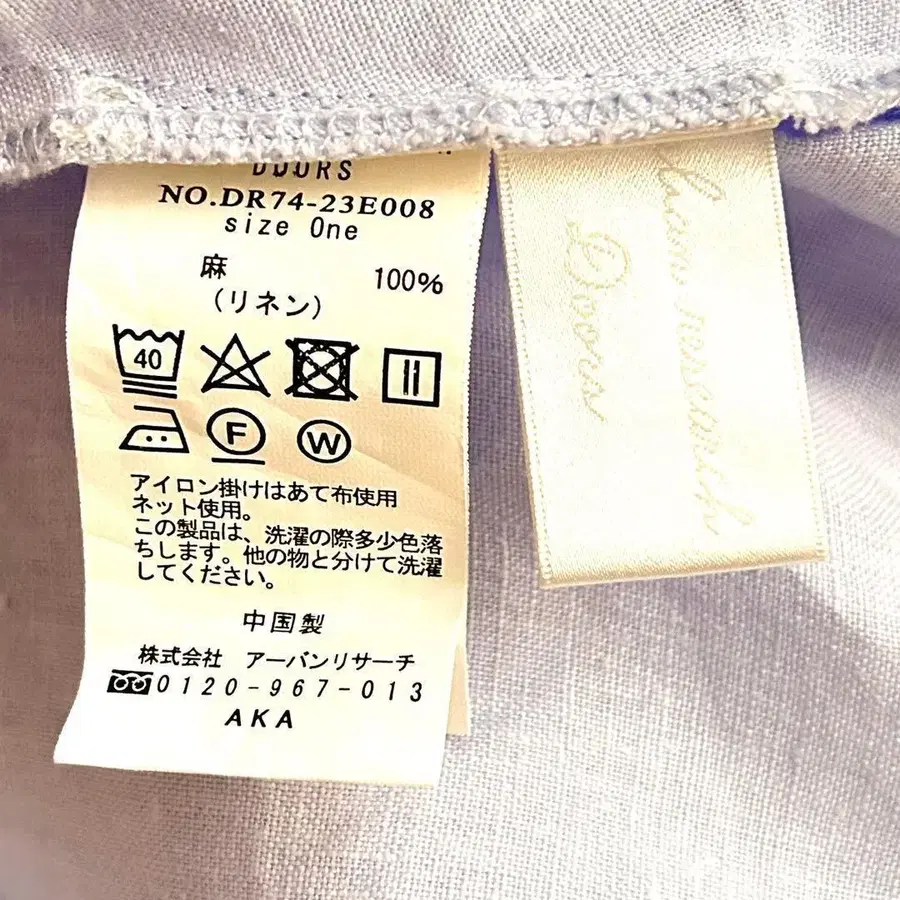 DOORS
NO.DR74-23E008
size One
麻 100%
(リネン)
40
F
W
アイロン掛けはあて布使用
ネット使用。
この製品は、洗濯の際多少色落
ちします。他の物と分けて洗濯
してください。
中国製
株式会社 アーバンリサーチ
0120-967-013
AKA
Urban research
Doors